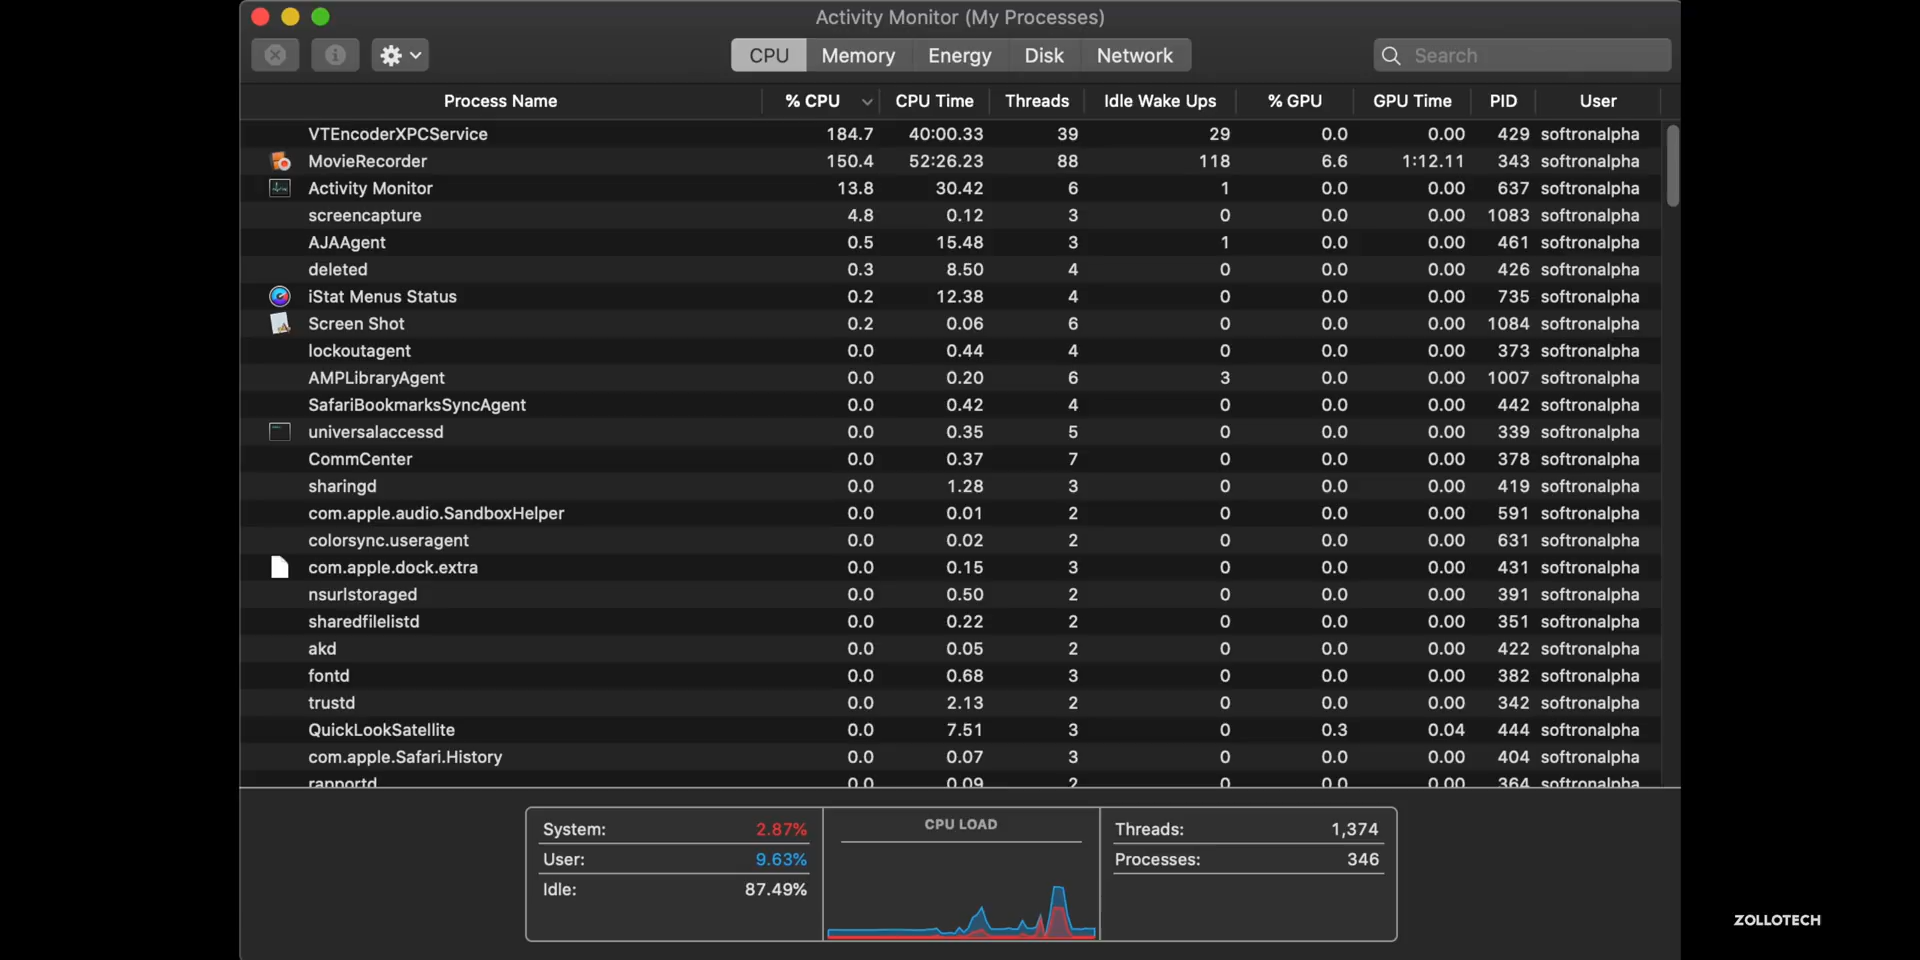 Activity Monitor (My Processes)
CPU Memory Energy Disk Network Search
Process Name % CPU CPU Time Threads Idle Wake Ups % GPU GPU Time PID User
VTEncoderXPCService 184.7 40:00.33 39 29 0.0 0.00 429 softronalpha
MovieRecorder 150.4 52:26.23 88 118 6.6 1:12.11 343 softronalpha
Activity Monitor 13.8 30.42 6 1 0.0 0.00 637 softronalpha
screencapture 4.8 0.12 3 0 0.0 0.00 1083 softronalpha
AJAAgent 0.5 15.48 3 1 0.0 0.00 461 softronalpha
deleted 0.3 8.50 4 0 0.0 0.00 426 softronalpha
iStat Menus Status 0.2 12.38 4 0 0.0 0.00 735 softronalpha
Screen Shot 0.2 0.06 6 0 0.0 0.00 1084 softronalpha
lockoutagent 0.0 0.44 4 0 0.0 0.00 373 softronalpha
AMPLibraryAgent 0.0 0.20 6 3 0.0 0.00 1007 softronalpha
SafariBookmarksSyncAgent 0.0 0.42 4 0 0.0 0.00 442 softronalpha
universalaccessd 0.0 0.35 5 0 0.0 0.00 339 softronalpha
CommCenter 0.0 0.37 7 0 0.0 0.00 378 softronalpha
sharingd 0.0 1.28 3 0 0.0 0.00 419 softronalpha
com.apple.audio.SandboxHelper 0.0 0.01 2 0 0.0 0.00 591 softronalpha
colorsync.useragent 0.0 0.02 2 0 0.0 0.00 631 softronalpha
com.apple.dock.extra 0.0 0.15 3 0 0.0 0.00 431 softronalpha
nsurlstoraged 0.0 0.50 2 0 0.0 0.00 391 softronalpha
sharedfilelistd 0.0 0.22 2 0 0.0 0.00 351 softronalpha
akd 0.0 0.05 2 0 0.0 0.00 422 softronalpha
fontd 0.0 0.68 3 0 0.0 0.00 382 softronalpha
trustd 0.0 2.13 2 0 0.0 0.00 342 softronalpha
QuickLookSatellite 0.0 7.51 3 0 0.3 0.04 444 softronalpha
com.apple.Safari.History 0.0 0.07 3 0 0.0 0.00 404 softronalpha
rapportd 0.0 0.09 2 0 0.0 0.00 364 softronalpha
System: 2.87% CPU LOAD Threads: 1,374
User: 9.63% Processes: 346
Idle: 87.49%
ZOLLOTECH